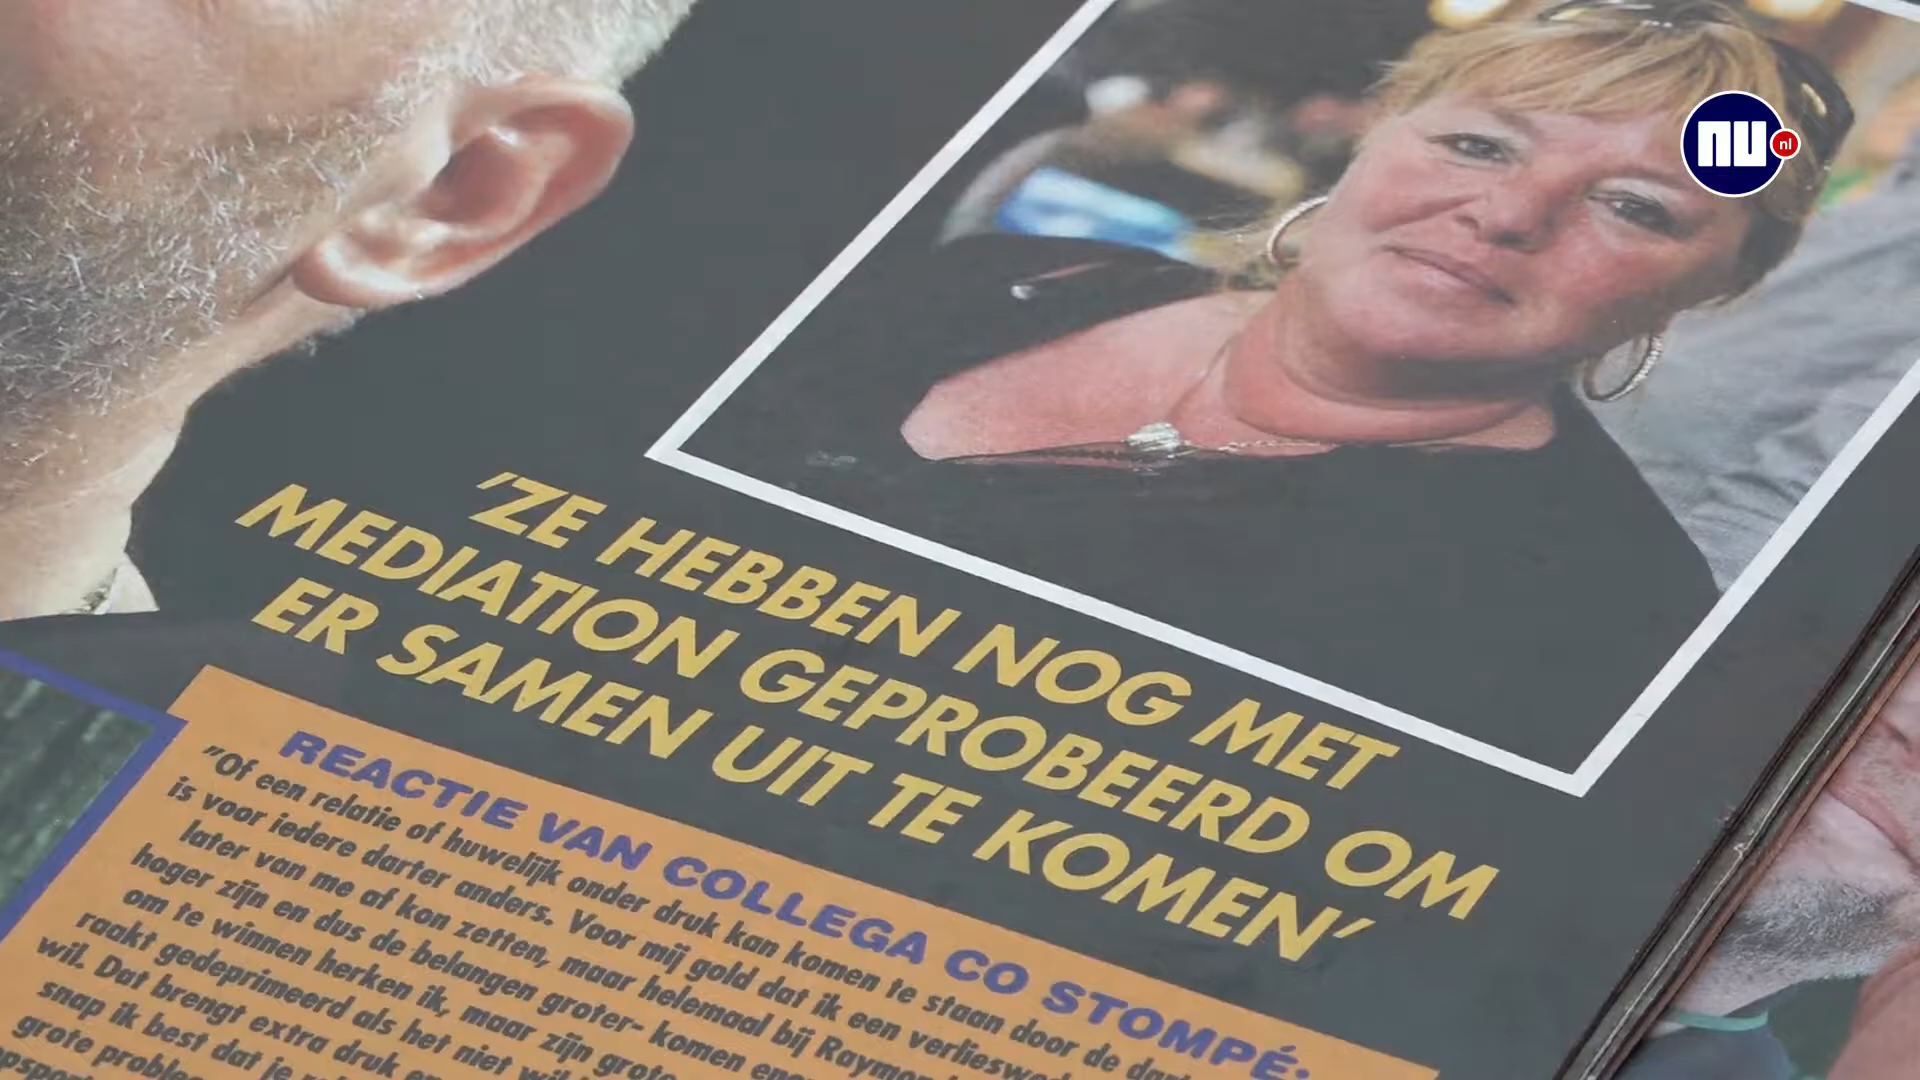 nu
nl
'ZE HEBBEN NOG MET
MEDIATION GEPROBEERD OM
ER SAMEN UIT TE KOMEN'
REACTIE VAN COLLEGA CO STOMPÉ:
"Of een relatie of huwelijk onder druk kan komen te staan door de
is voor iedere darter anders. Voor mij gold dat ik een
later van me af kon zetten, maar helemaal bij
hoger zijn en dus de belangen groter- komen
om te winnen herken ik, maar zijn
raakt gedeprimeerd als het niet
wil. Dat brengt extra druk
snap ik best dat je
grote